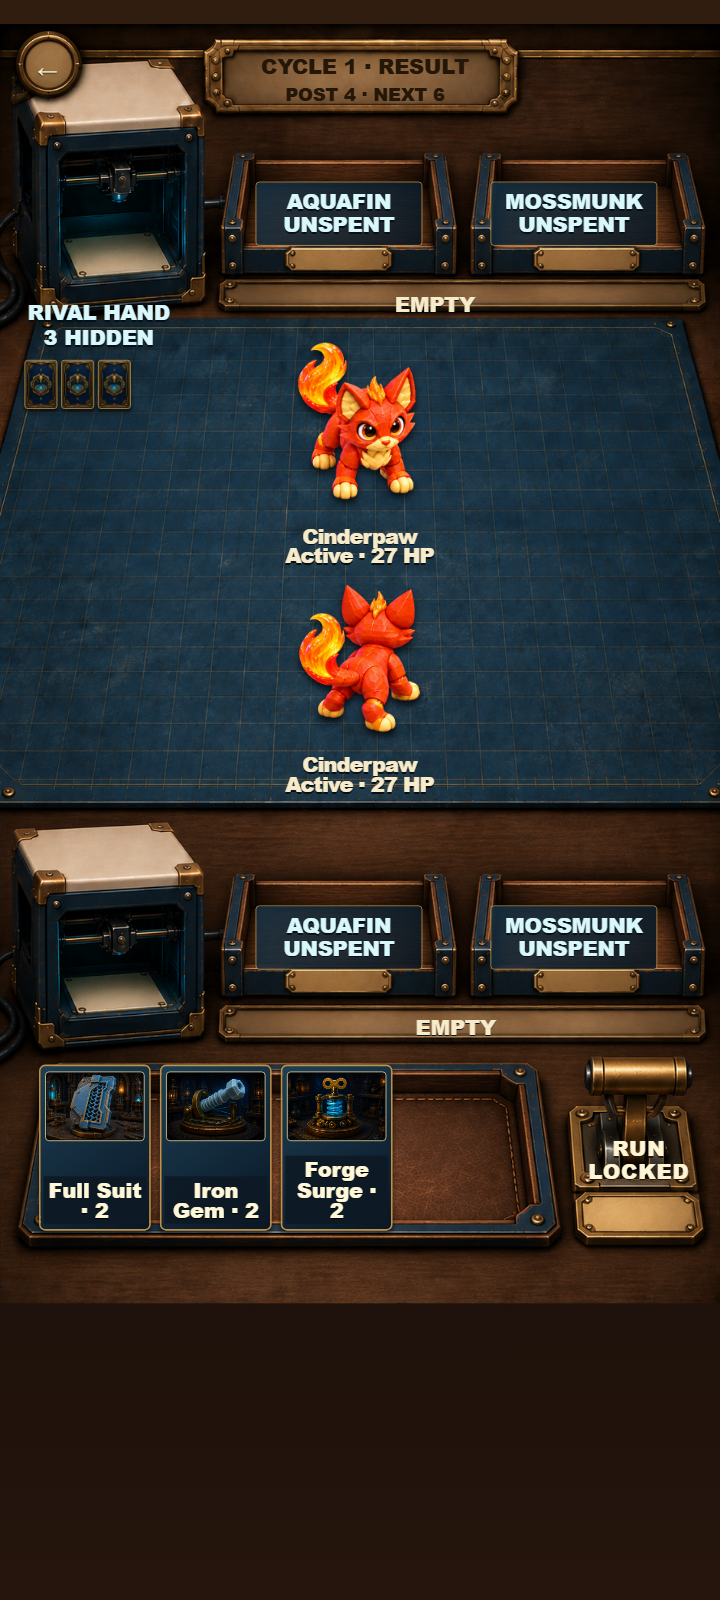 ←
CYCLE 1 · RESULT
POST 4 · NEXT 6
AQUAFIN
UNSPENT
MOSSMUNK
UNSPENT
EMPTY
RIVAL HAND
3 HIDDEN
Cinderpaw
Active · 27 HP
Cinderpaw
Active · 27 HP
AQUAFIN
UNSPENT
MOSSMUNK
UNSPENT
EMPTY
Full Suit
· 2
Iron
Gem · 2
Forge
Surge ·
2
RUN
LOCKED